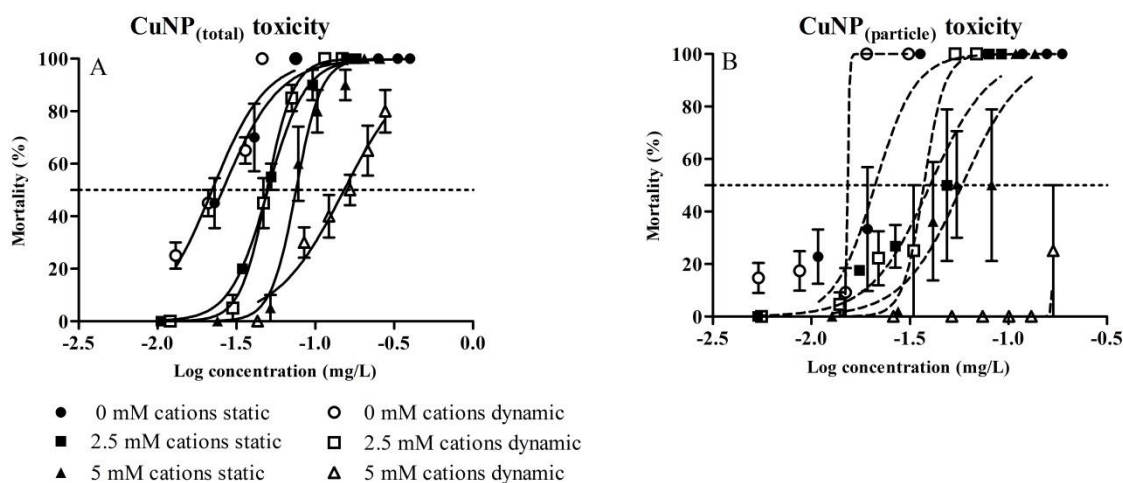 CuNP(total) toxicity
A
Mortality (%)
100
80
60
40
20
0
-2.0
-1.5
-1.0
-0.5
0.0
Log concentration (mg/L)
CuNP(particle) toxicity
B
Mortality (%)
100
80
60
40
20
0
-2.5
-2.0
-1.5
-1.0
-0.5
Log concentration (mg/L)
0 mM cations static
0 mM cations dynamic
2.5 mM cations static
2.5 mM cations dynamic
5 mM cations static
5 mM cations dynamic